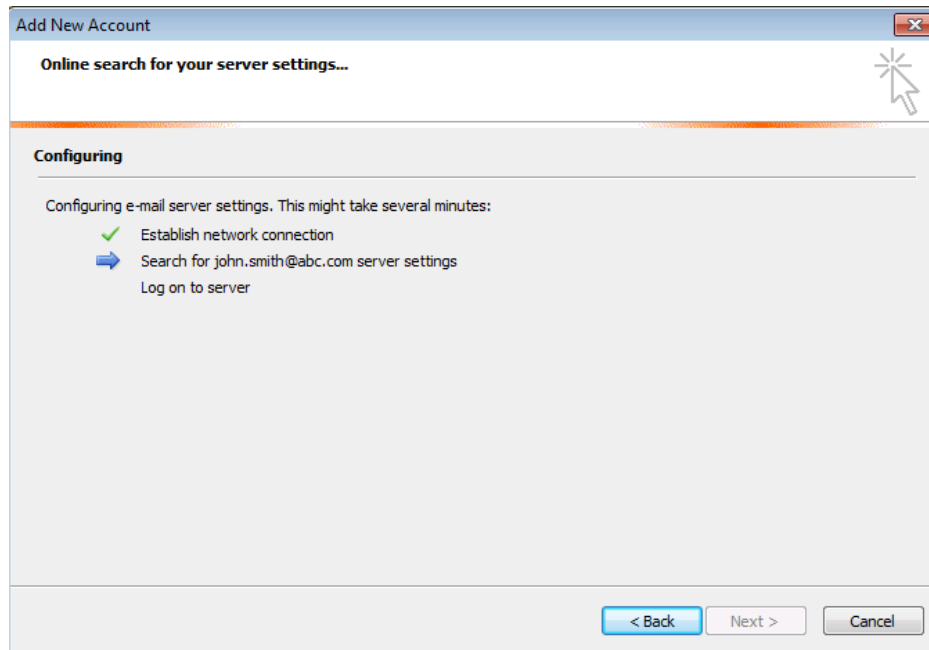 Add New Account
Online search for your server settings...
Configuring
Configuring e-mail server settings. This might take several minutes:
Establish network connection
Search for john.smith@abc.com server settings
Log on to server
< Back Next > Cancel